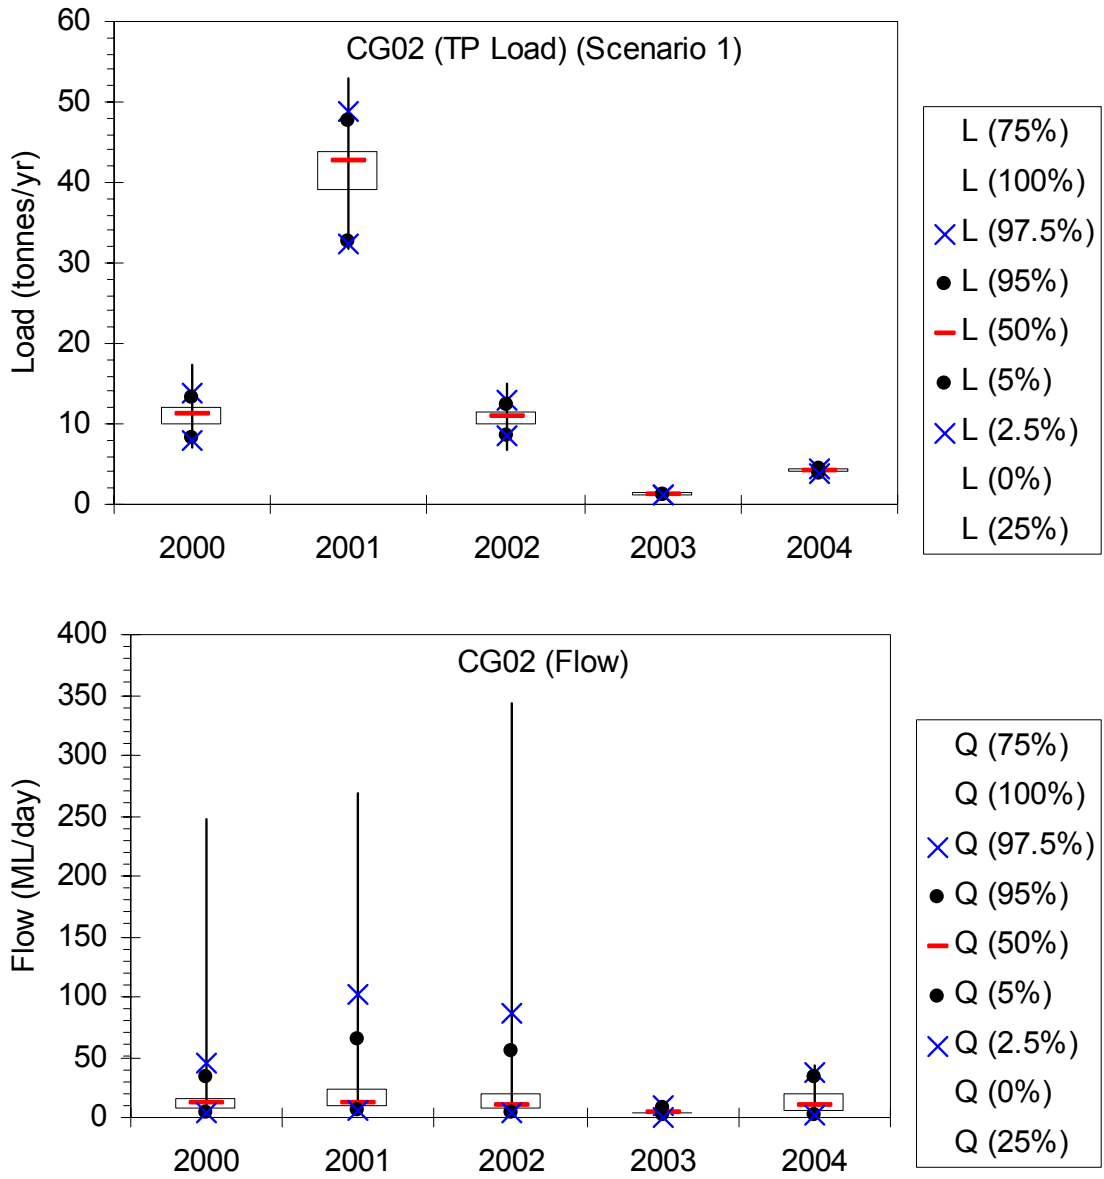 CG02 (TP Load) (Scenario 1)
Load (tonnes/yr)
60
50
40
30
20
10
0
2000 2001 2002 2003 2004
L (75%)
L (100%)
L (97.5%)
L (95%)
L (50%)
L (5%)
L (2.5%)
L (0%)
L (25%)
CG02 (Flow)
Flow (ML/day)
400
350
300
250
200
150
100
50
0
2000 2001 2002 2003 2004
Q (75%)
Q (100%)
Q (97.5%)
Q (95%)
Q (50%)
Q (5%)
Q (2.5%)
Q (0%)
Q (25%)